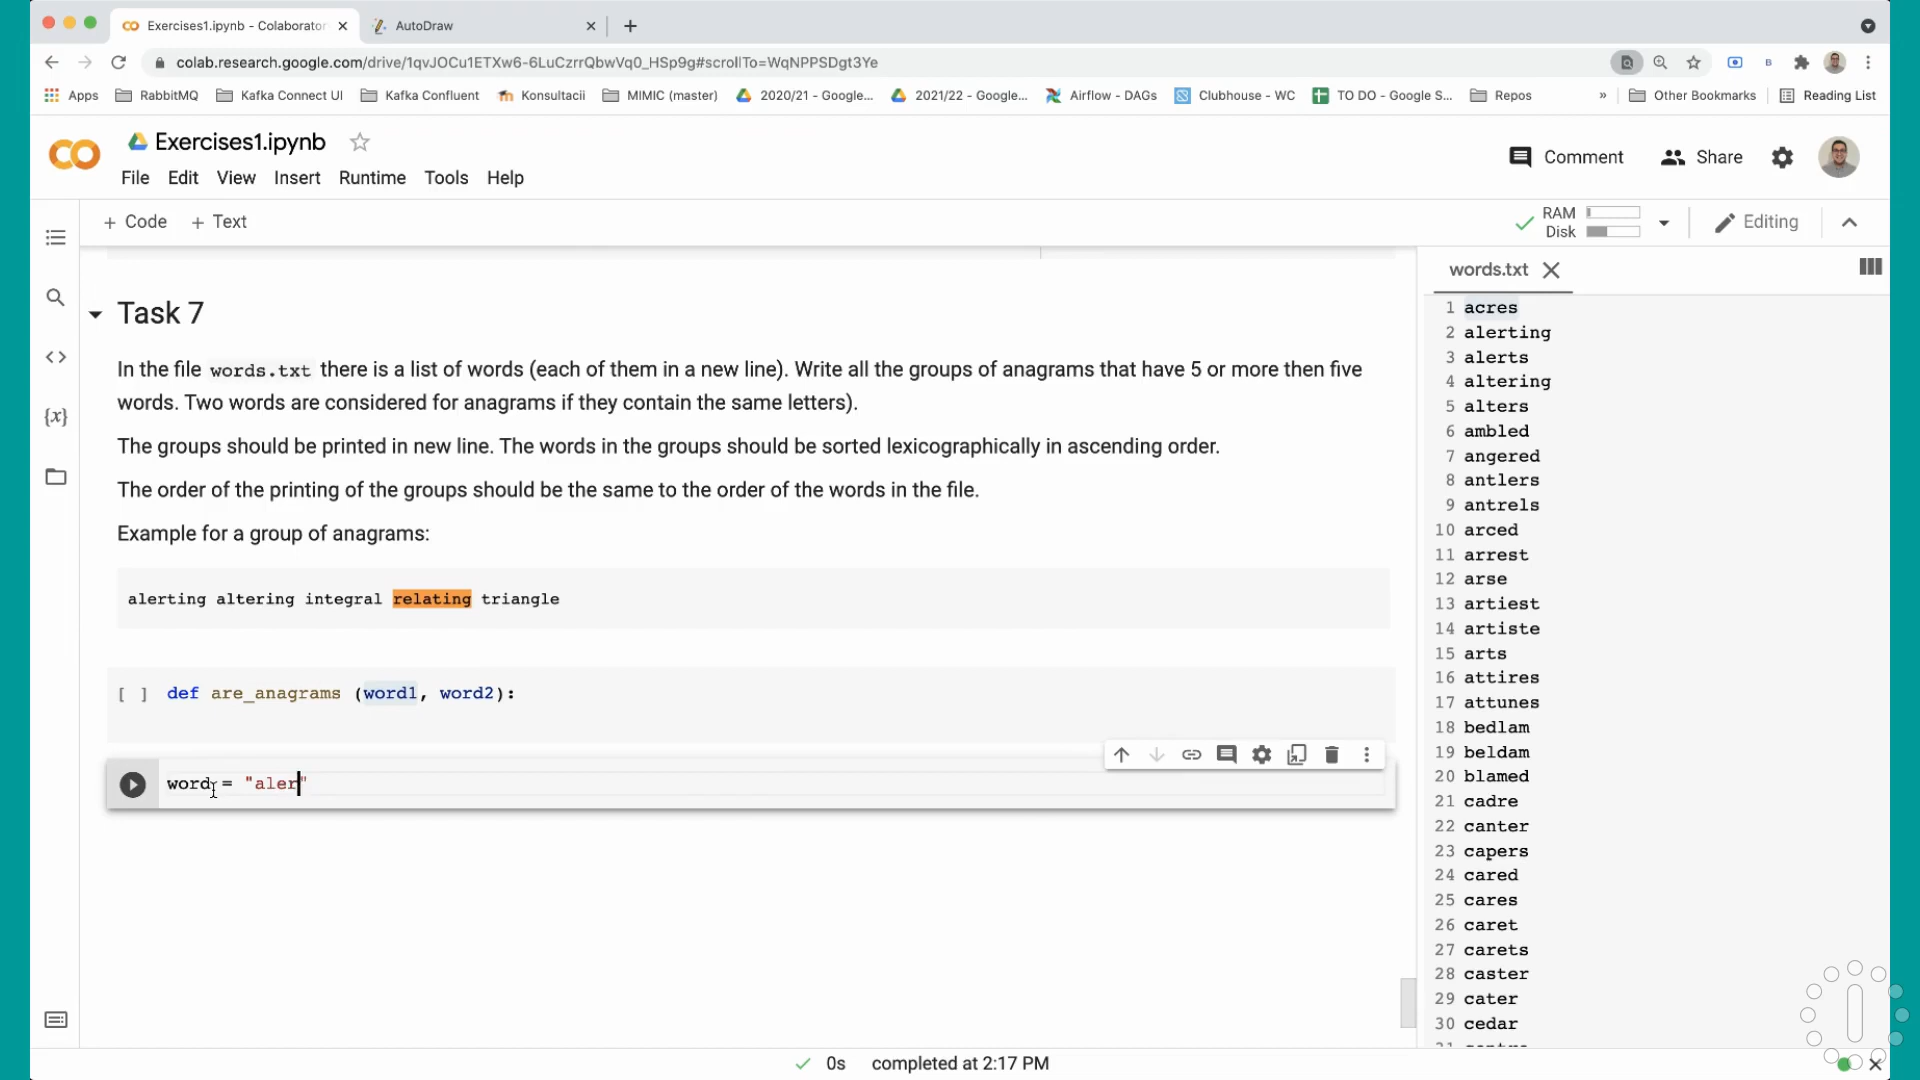 Exercises1.ipynb - Colaborator
AutoDraw
colab.research.google.com/drive/1qvJOCu1ETXw6-6LuCzrrQbwVq0_HSp9g#scrollTo=WqNPPSDgt3Ye
Apps RabbitMQ Kafka Connect UI Kafka Confluent Konsultacii MIMIC (master) 2020/21 - Google... 2021/22 - Google... Airflow - DAGs Clubhouse - WC TO DO - Google S... Repos » Other Bookmarks Reading List
Exercises1.ipynb
Comment Share
File Edit View Insert Runtime Tools Help
+ Code + Text
RAM
Disk
Editing
Task 7
In the file words.txt there is a list of words (each of them in a new line). Write all the groups of anagrams that have 5 or more then five
words. Two words are considered for anagrams if they contain the same letters).
The groups should be printed in new line. The words in the groups should be sorted lexicographically in ascending order.
The order of the printing of the groups should be the same to the order of the words in the file.
Example for a group of anagrams:
alerting altering integral relating triangle
[ ] def are_anagrams (word1, word2):
word = "aler"
words.txt
1 acres
2 alerting
3 alerts
4 altering
5 alters
6 ambled
7 angered
8 antlers
9 antrels
10 arced
11 arrest
12 arse
13 artiest
14 artiste
15 arts
16 attires
17 attunes
18 bedlam
19 beldam
20 blamed
21 cadre
22 canter
23 capers
24 cared
25 cares
26 caret
27 carets
28 caster
29 cater
30 cedar
0s completed at 2:17 PM